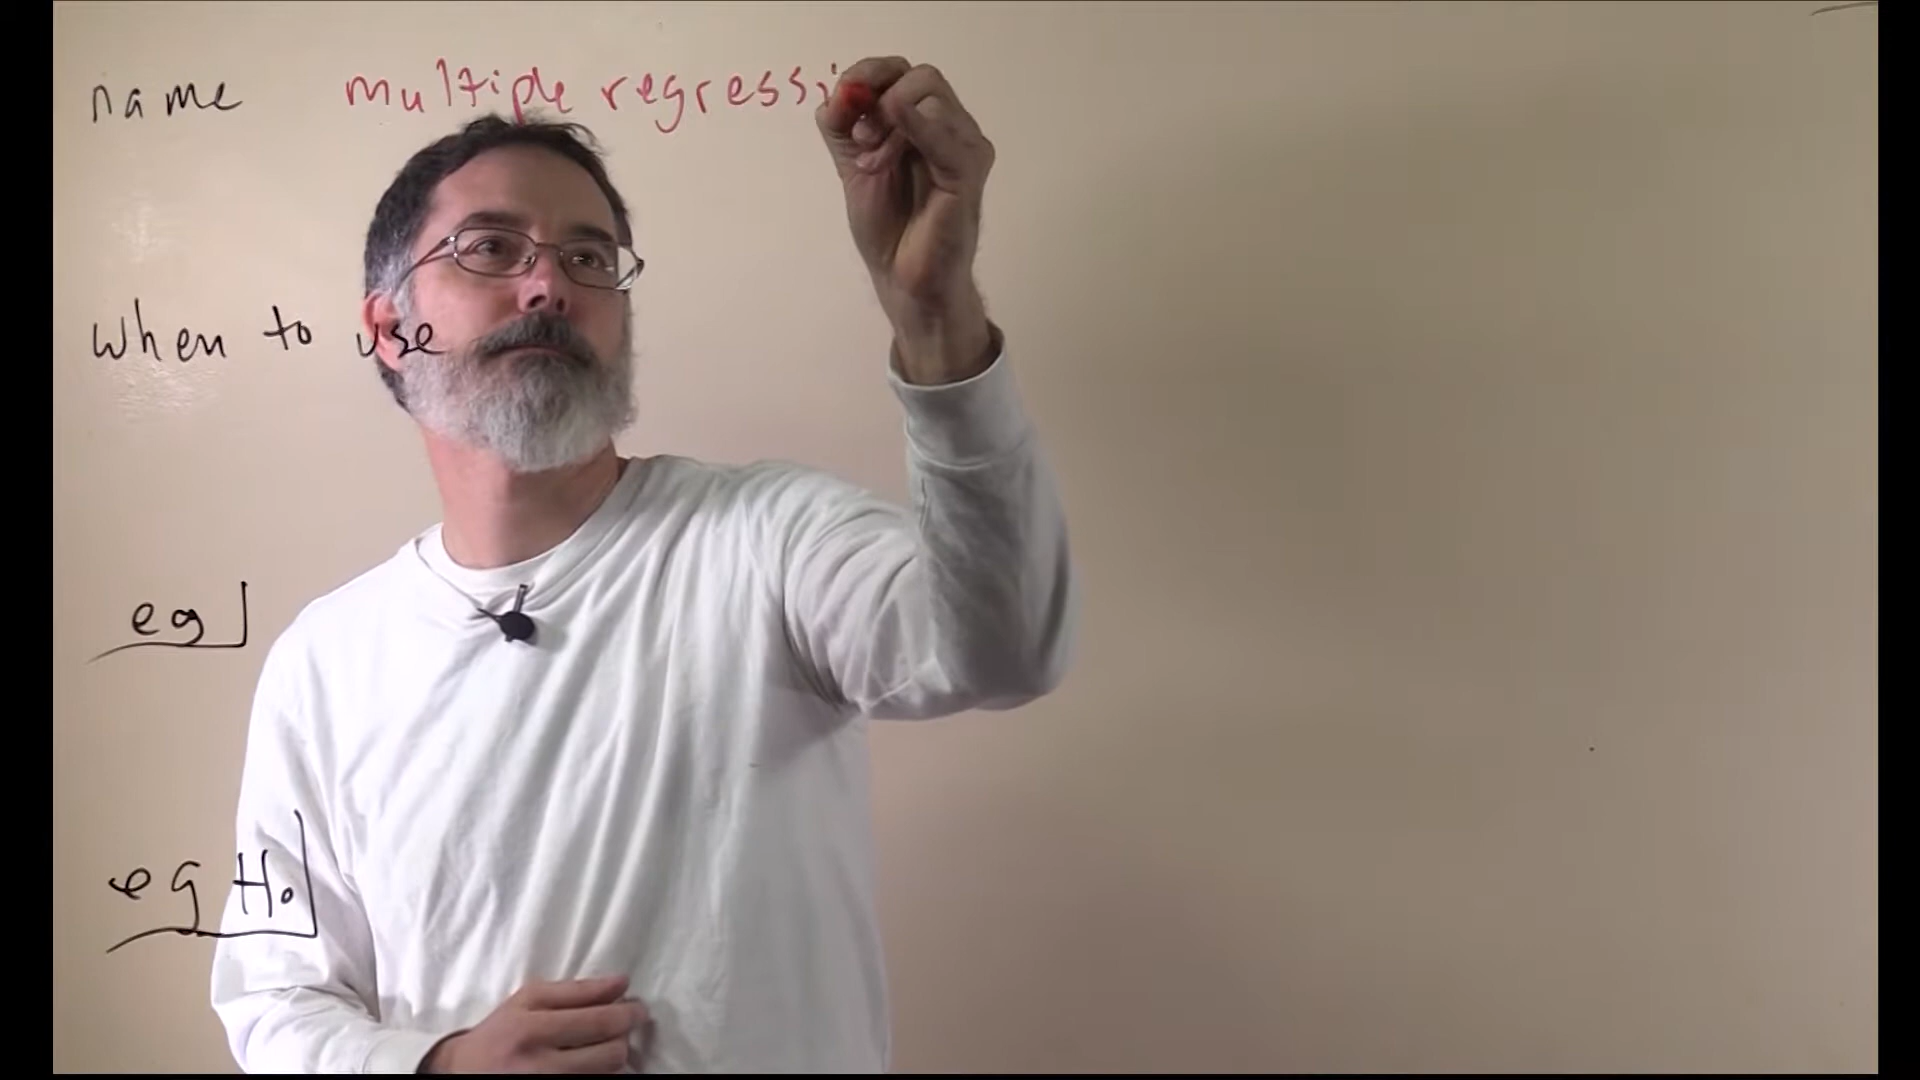 name multiple regressi
when to use
eg
eg H₀